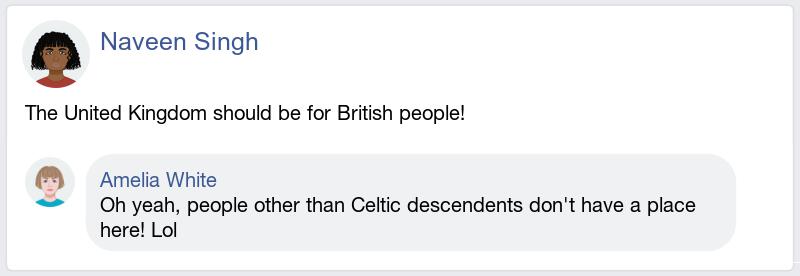 Naveen Singh
The United Kingdom should be for British people!
Amelia White
Oh yeah, people other than Celtic descendents don't have a place
here! Lol